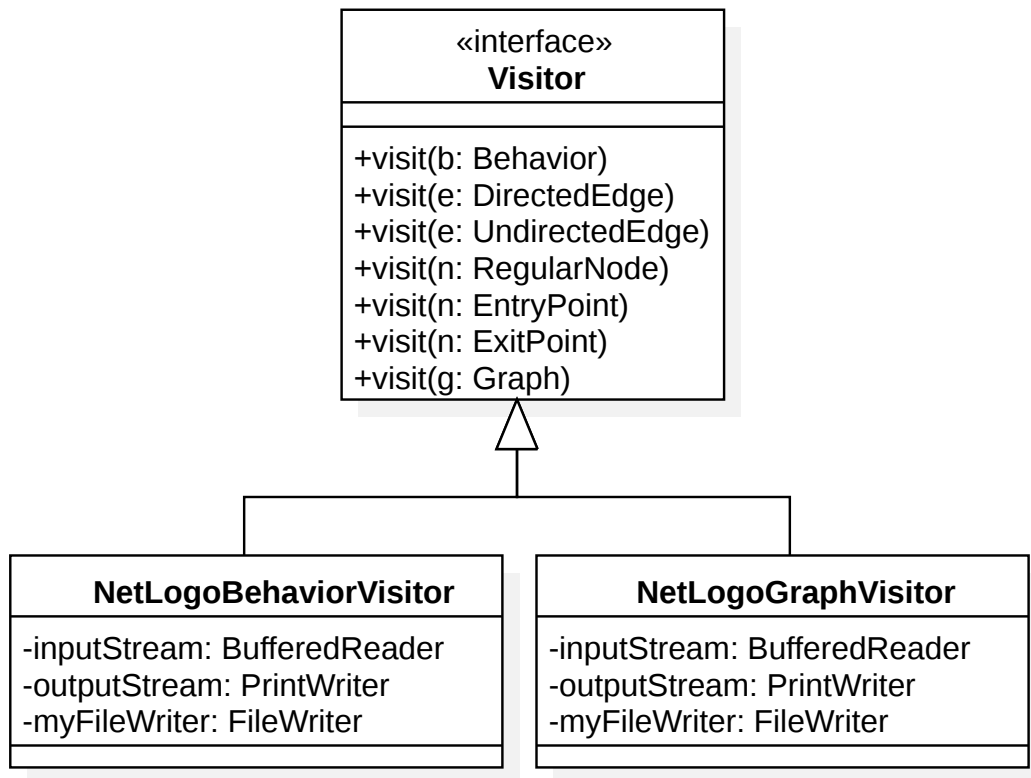 «interface»
Visitor
+visit(b: Behavior)
+visit(e: DirectedEdge)
+visit(e: UndirectedEdge)
+visit(n: RegularNode)
+visit(n: EntryPoint)
+visit(n: ExitPoint)
+visit(g: Graph)
NetLogoBehaviorVisitor
-inputStream: BufferedReader
-outputStream: PrintWriter
-myFileWriter: FileWriter
NetLogoGraphVisitor
-inputStream: BufferedReader
-outputStream: PrintWriter
-myFileWriter: FileWriter